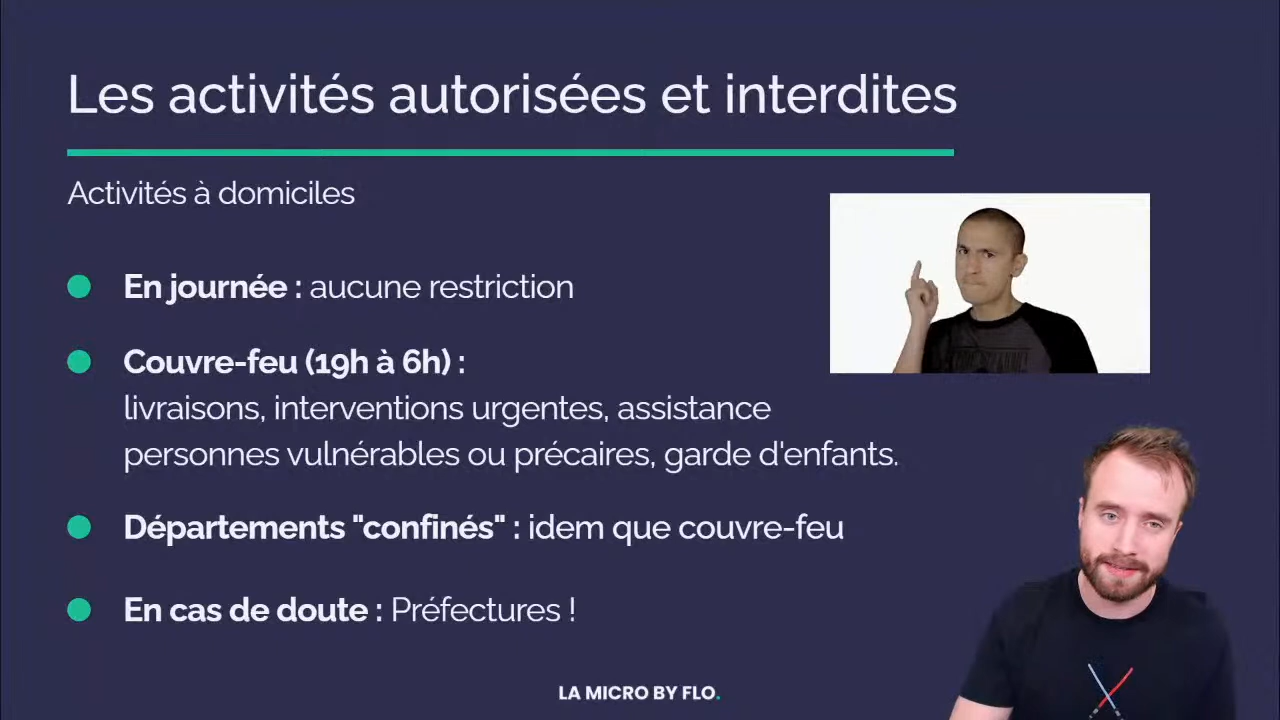 Les activités autorisées et interdites
Activités à domiciles
En journée : aucune restriction
Couvre-feu (19h à 6h) :
livraisons, interventions urgentes, assistance
personnes vulnérables ou précaires, garde d'enfants.
Départements "confinés" : idem que couvre-feu
En cas de doute : Préfectures !
LA MICRO BY FLO.